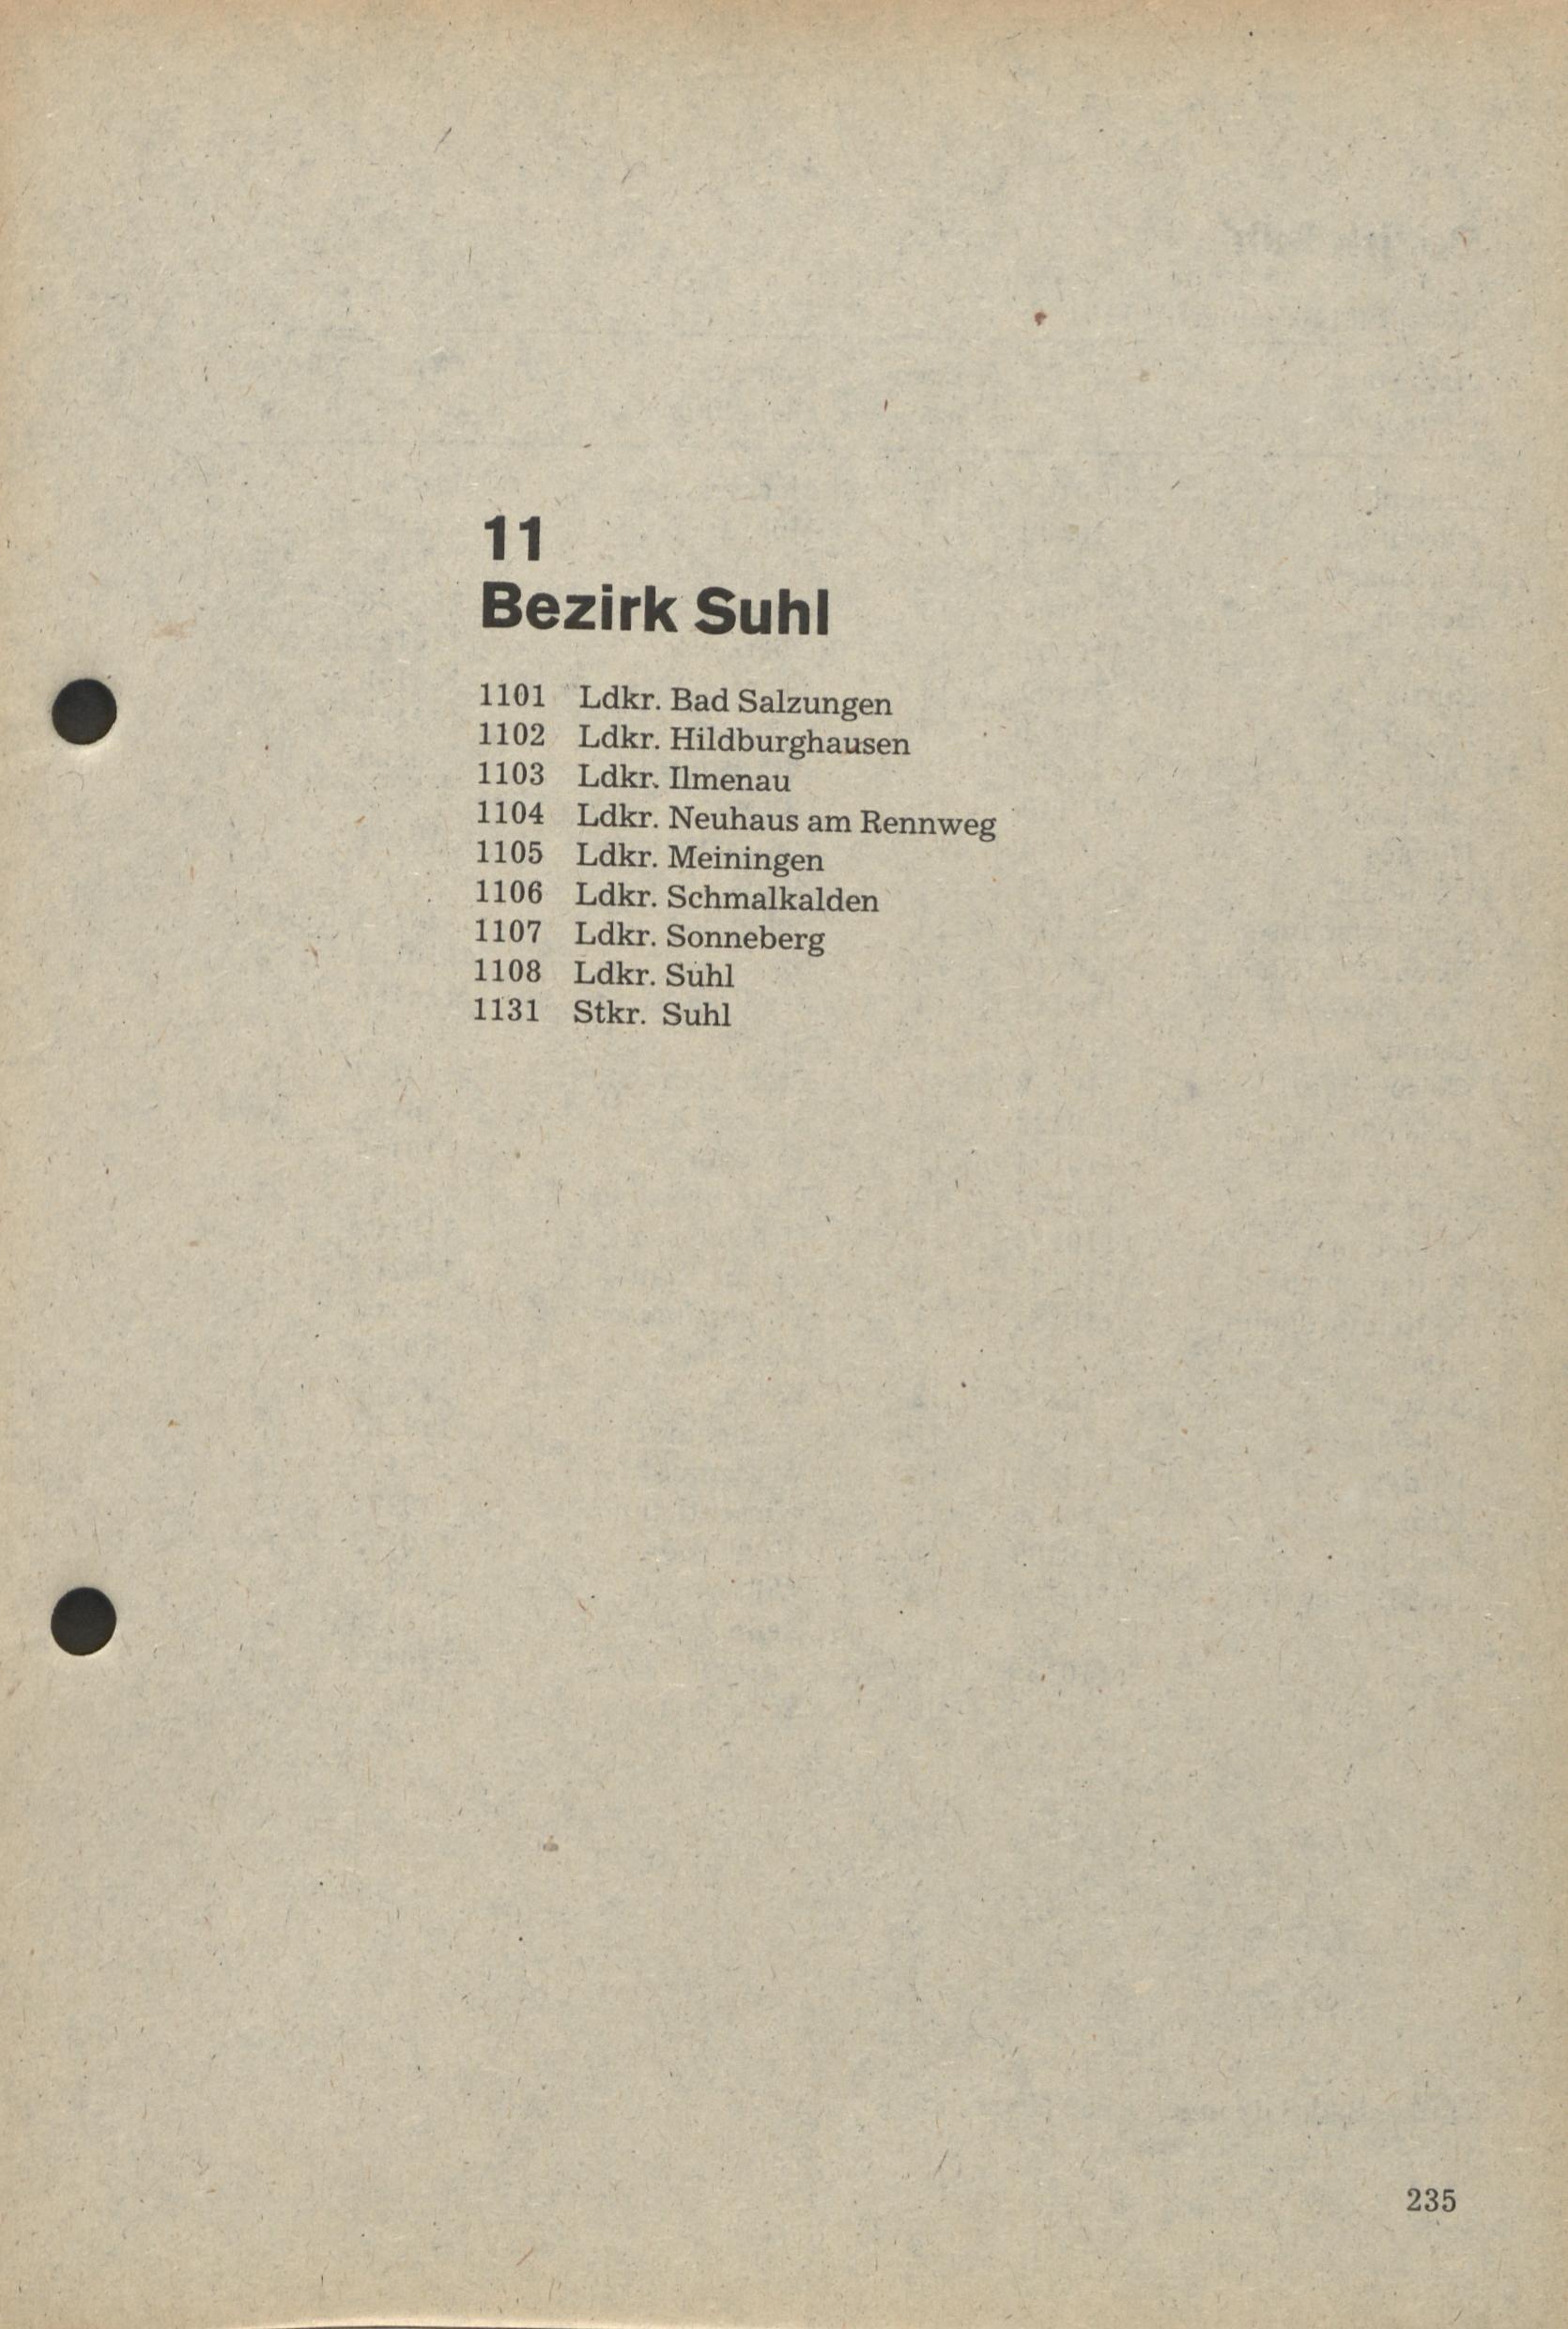 11
Bezirk Suhl
1101 Ldkr. Bad Salzungen
1102 Ldkr. Hildburghausen
1103 Ldkr. Ilmenau
1104 Ldkr. Neuhaus am Rennweg
1105 Ldkr. Meiningen
1106 Ldkr. Schmalkalden
1107 Ldkr. Sonneberg
1108 Ldkr. Suhl
1131 Stkr. Suhl
235